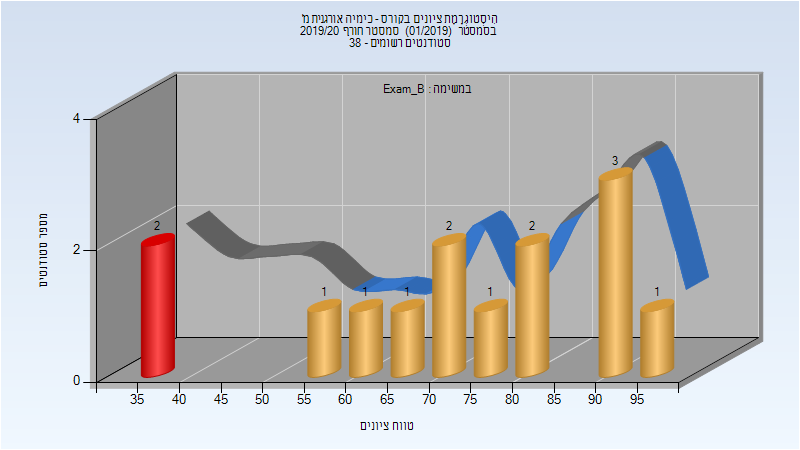 היסטוגרמת ציונים בקורס - כימיה אורגנית מ'
בסמסטר (01/2019) סמסטר חורף 2019/20
סטודנטים רשומים - 38
במשימה : Exam_B
מספר סטודנטים
4
2
0
2
1
1
1
2
1
2
3
1
35 40 45 50 55 60 65 70 75 80 85 90 95
טווח ציונים